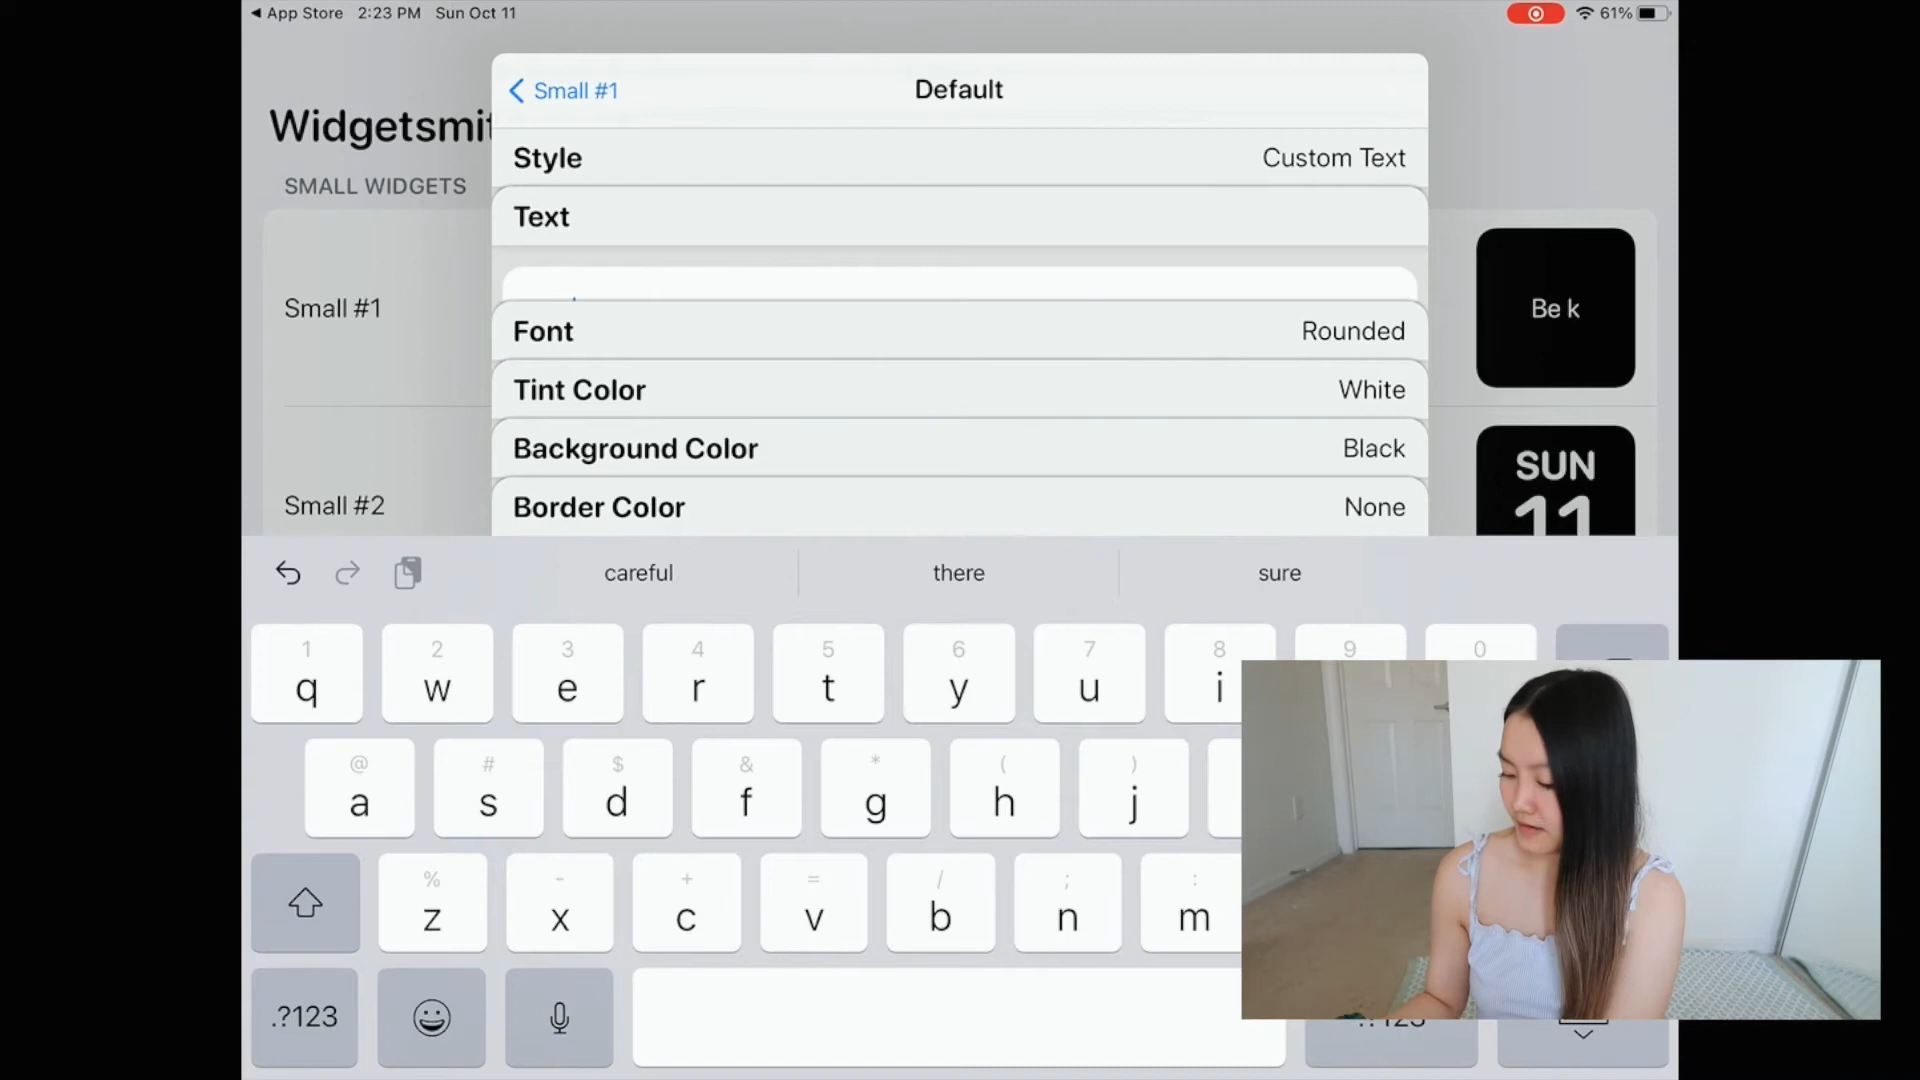 App Store 2:23 PM Sun Oct 11
61%
Small #1
Default
Style
Custom Text
Text
Font
Rounded
Tint Color
White
Background Color
Black
Border Color
None
SMALL WIDGETS
Small #1
Be k
Small #2
SUN
11
careful there sure
1 2 3 4 5 6 7 8 9 0
q w e r t y u i
@ # $ & * ( )
a s d f g h j
% - + = / ; :
z x c v b n m
.?123